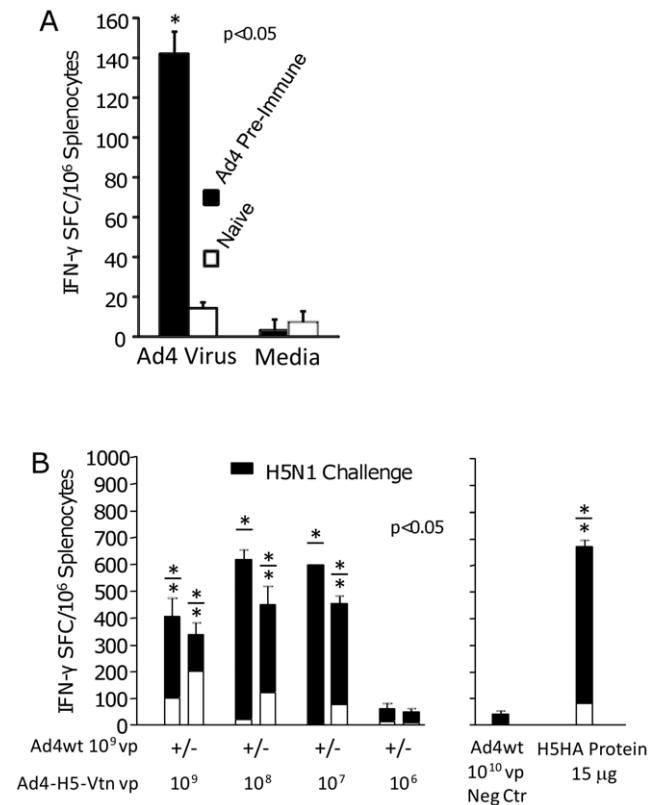 A
160
140
120
100
80
60
40
20
0
IFN-γ SFC/10⁶ Splenocytes
*
p<0.05
Ad4 Pre-Immune
Naive
Ad4 Virus Media
B
1000
900
800
700
600
500
400
300
200
100
0
IFN-γ SFC/10⁶ Splenocytes
H5N1 Challenge
p<0.05
* * * * * * *
* * * * *
Ad4wt 10⁹ vp +/- +/- +/- +/-
Ad4-H5-Vtn vp 10⁹ 10⁸ 10⁷ 10⁶
Ad4wt H5HA Protein
10¹⁰ vp 15 µg
Neg Ctr